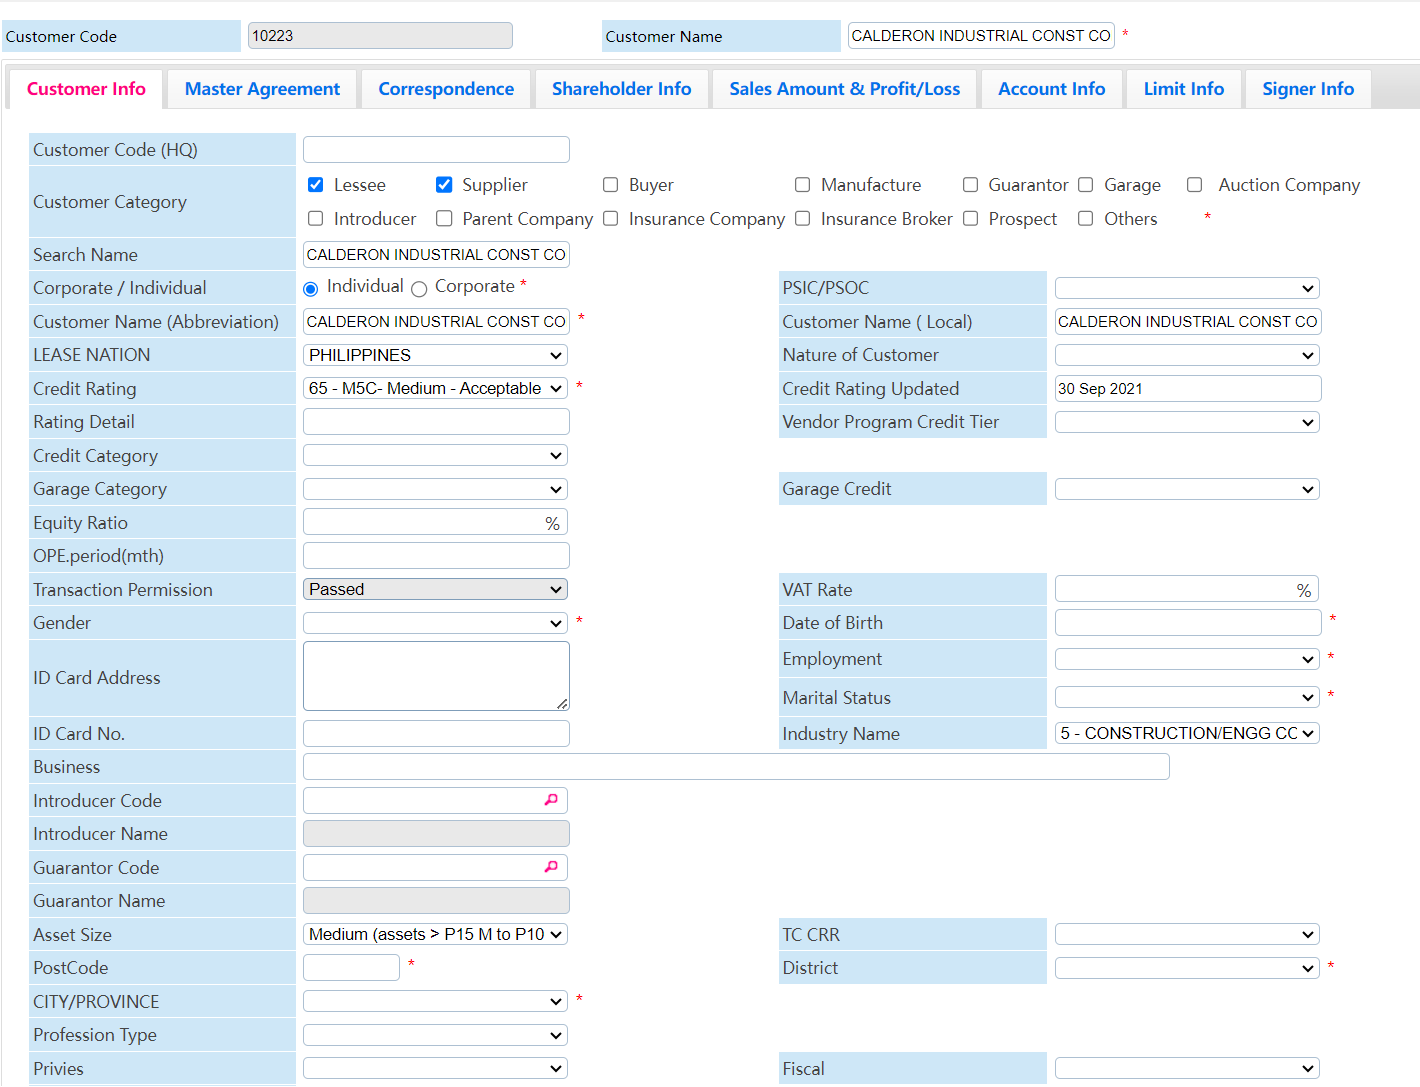 Customer Code 10223 Customer Name CALDERON INDUSTRIAL CONST CO *
Customer Info Master Agreement Correspondence Shareholder Info Sales Amount & Profit/Loss Account Info Limit Info Signer Info
Customer Code (HQ)
Customer Category
Lessee Supplier Buyer Manufacture Guarantor Garage Auction Company
Introducer Parent Company Insurance Company Insurance Broker Prospect Others *
Search Name CALDERON INDUSTRIAL CONST CO
Corporate / Individual Individual Corporate * PSIC/PSOC
Customer Name (Abbreviation) CALDERON INDUSTRIAL CONST CO * Customer Name ( Local) CALDERON INDUSTRIAL CONST CO
LEASE NATION PHILIPPINES Nature of Customer
Credit Rating 65 - M5C- Medium - Acceptable * Credit Rating Updated 30 Sep 2021
Rating Detail Vendor Program Credit Tier
Credit Category
Garage Category Garage Credit
Equity Ratio %
OPE.period(mth)
Transaction Permission Passed VAT Rate %
Gender * Date of Birth *
Employment *
ID Card Address
Marital Status *
ID Card No. Industry Name 5 - CONSTRUCTION/ENGG CC
Business
Introducer Code
Introducer Name
Guarantor Code
Guarantor Name
Asset Size Medium (assets > P15 M to P10 TC CRR
PostCode * District *
CITY/PROVINCE *
Profession Type
Privies Fiscal